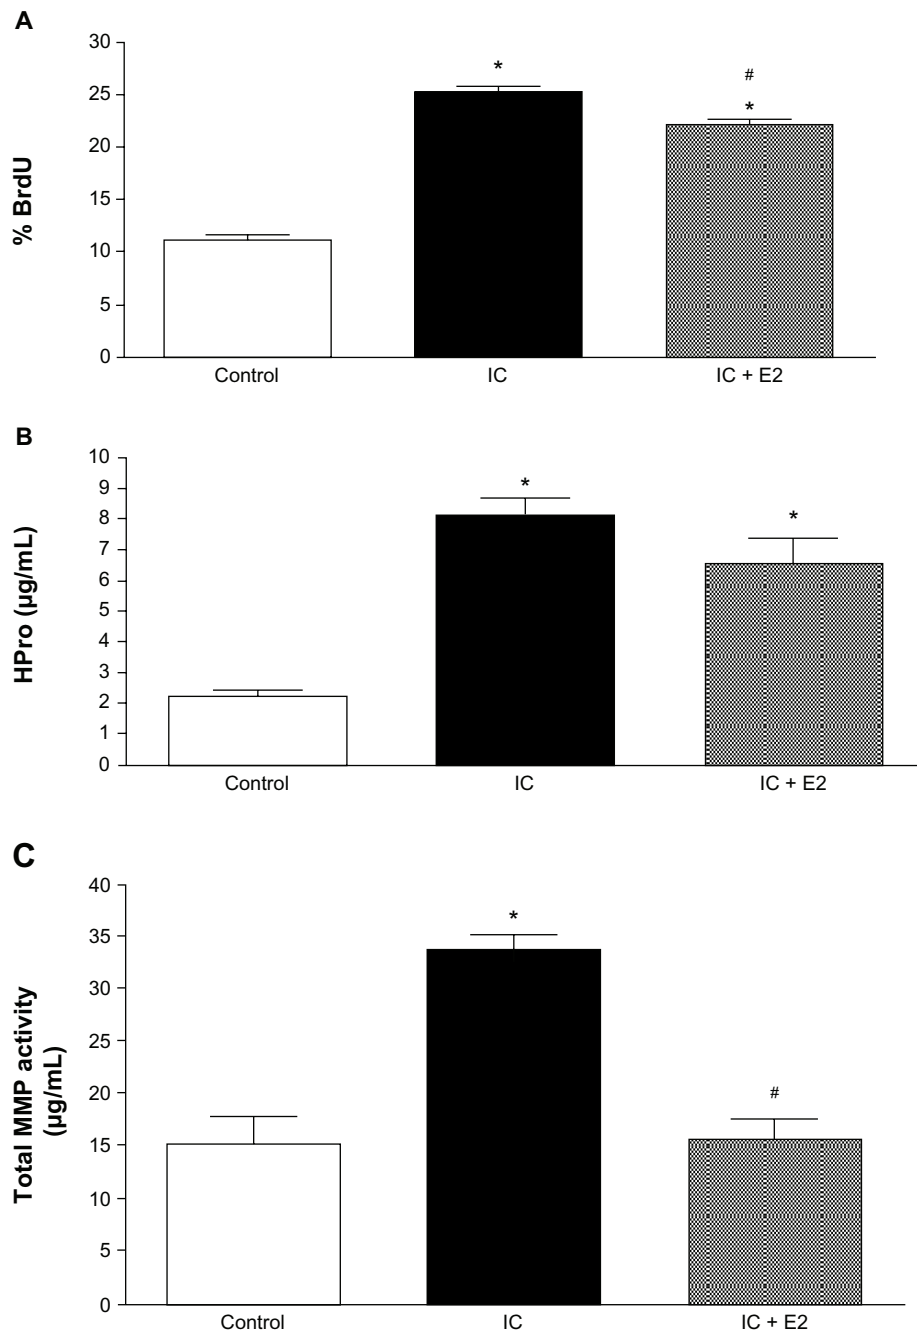 A
30
25
20
15
10
5
0
% BrdU
*
#
*
Control
IC
IC + E2
B
10
9
8
7
6
5
4
3
2
1
0
HPro (µg/mL)
*
*
Control
IC
IC + E2
C
40
35
30
25
20
15
10
5
0
Total MMP activity
(µg/mL)
*
#
Control
IC
IC + E2